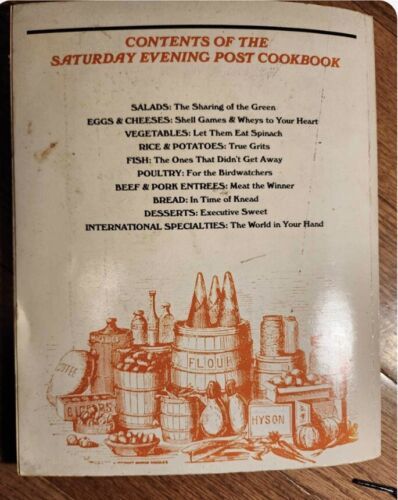 CONTENTS OF THE
SATURDAY EVENING POST COOKBOOK
SALADS: The Sharing of the Green
EGGS & CHEESES: Shell Games & Wheys to Your Heart
VEGETABLES: Let Them Eat Spinach
RICE & POTATOES: True Grits
FISH: The Ones That Didn't Get Away
POULTRY: For the Birdwatchers
BEEF & PORK ENTREES: Meat the Winner
BREAD: In Time of Knead
DESSERTS: Executive Sweet
INTERNATIONAL SPECIALTIES: The World in Your Hand
FLOUR
COFFEE
HYSON